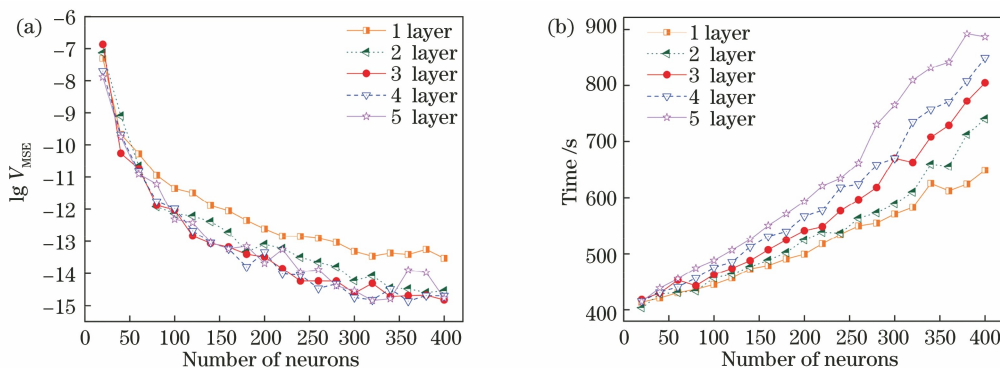 (a)
−6
−7
−8
−9
−10
−11
−12
−13
−14
−15
lg V_MSE
0 50 100 150 200 250 300 350 400
Number of neurons
1 layer
2 layer
3 layer
4 layer
5 layer
(b)
900
800
700
600
500
400
Time /s
0 50 100 150 200 250 300 350 400
Number of neurons
1 layer
2 layer
3 layer
4 layer
5 layer